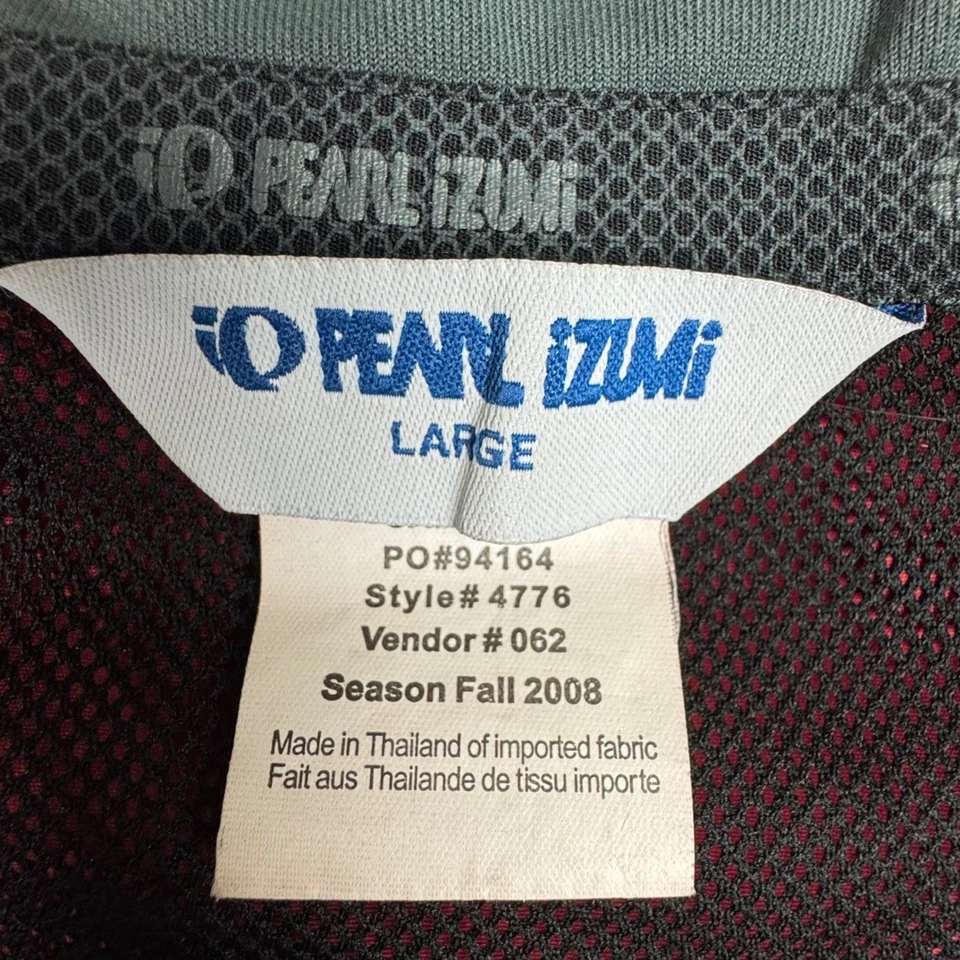 iQ PEARL iZUMi
iQ PEARL iZUMi
LARGE
PO#94164
Style# 4776
Vendor # 062
Season Fall 2008
Made in Thailand of imported fabric
Fait aus Thailande de tissu importe